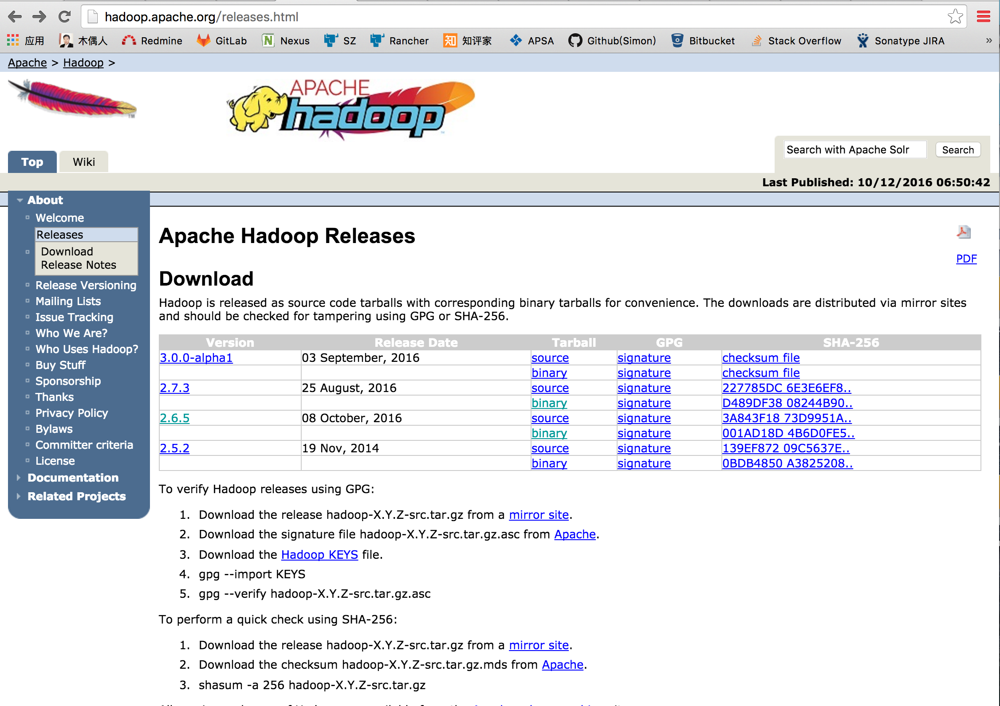 hadoop.apache.org/releases.html
应用 木偶人 Redmine GitLab Nexus SZ Rancher 知评家 APSA Github(Simon) Bitbucket Stack Overflow Sonatype JIRA »
Apache > Hadoop >
TM
APACHE
hadoop
Search with Apache Solr Search
Top Wiki
Last Published: 10/12/2016 06:50:42
About
Welcome
Releases
Download
Release Notes
Release Versioning
Mailing Lists
Issue Tracking
Who We Are?
Who Uses Hadoop?
Buy Stuff
Sponsorship
Thanks
Privacy Policy
Bylaws
Committer criteria
License
Documentation
Related Projects
Apache Hadoop Releases
PDF
Download
Hadoop is released as source code tarballs with corresponding binary tarballs for convenience. The downloads are distributed via mirror sites
and should be checked for tampering using GPG or SHA-256.
Version Release Date Tarball GPG SHA-256
3.0.0-alpha1 03 September, 2016 source signature checksum file
binary signature checksum file
2.7.3 25 August, 2016 source signature 227785DC 6E3E6EF8..
binary signature D489DF38 08244B90..
2.6.5 08 October, 2016 source signature 3A843F18 73D9951A..
binary signature 001AD18D 4B6D0FE5..
2.5.2 19 Nov, 2014 source signature 139EF872 09C5637E..
binary signature 0BDB4850 A3825208..
To verify Hadoop releases using GPG:
1. Download the release hadoop-X.Y.Z-src.tar.gz from a mirror site.
2. Download the signature file hadoop-X.Y.Z-src.tar.gz.asc from Apache.
3. Download the Hadoop KEYS file.
4. gpg --import KEYS
5. gpg --verify hadoop-X.Y.Z-src.tar.gz.asc
To perform a quick check using SHA-256:
1. Download the release hadoop-X.Y.Z-src.tar.gz from a mirror site.
2. Download the checksum hadoop-X.Y.Z-src.tar.gz.mds from Apache.
3. shasum -a 256 hadoop-X.Y.Z-src.tar.gz